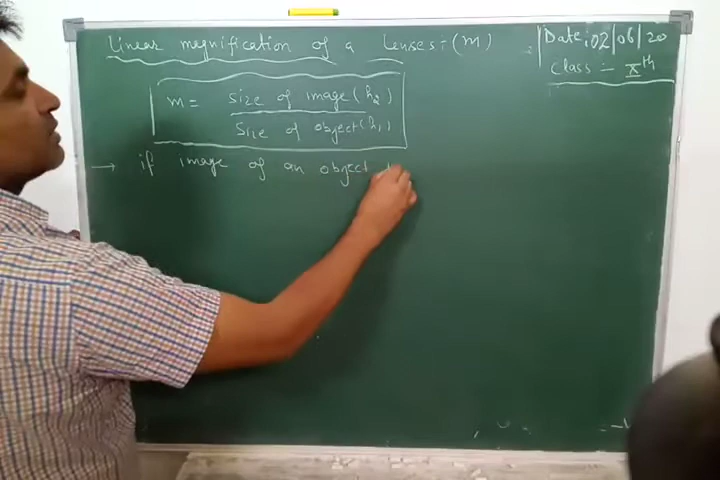 Linear megnification of a Lenses:- (m)
Date:02/06/20
Class :- Xth
m = size of image (h2)
Size of object (h1)
→ if image of an object